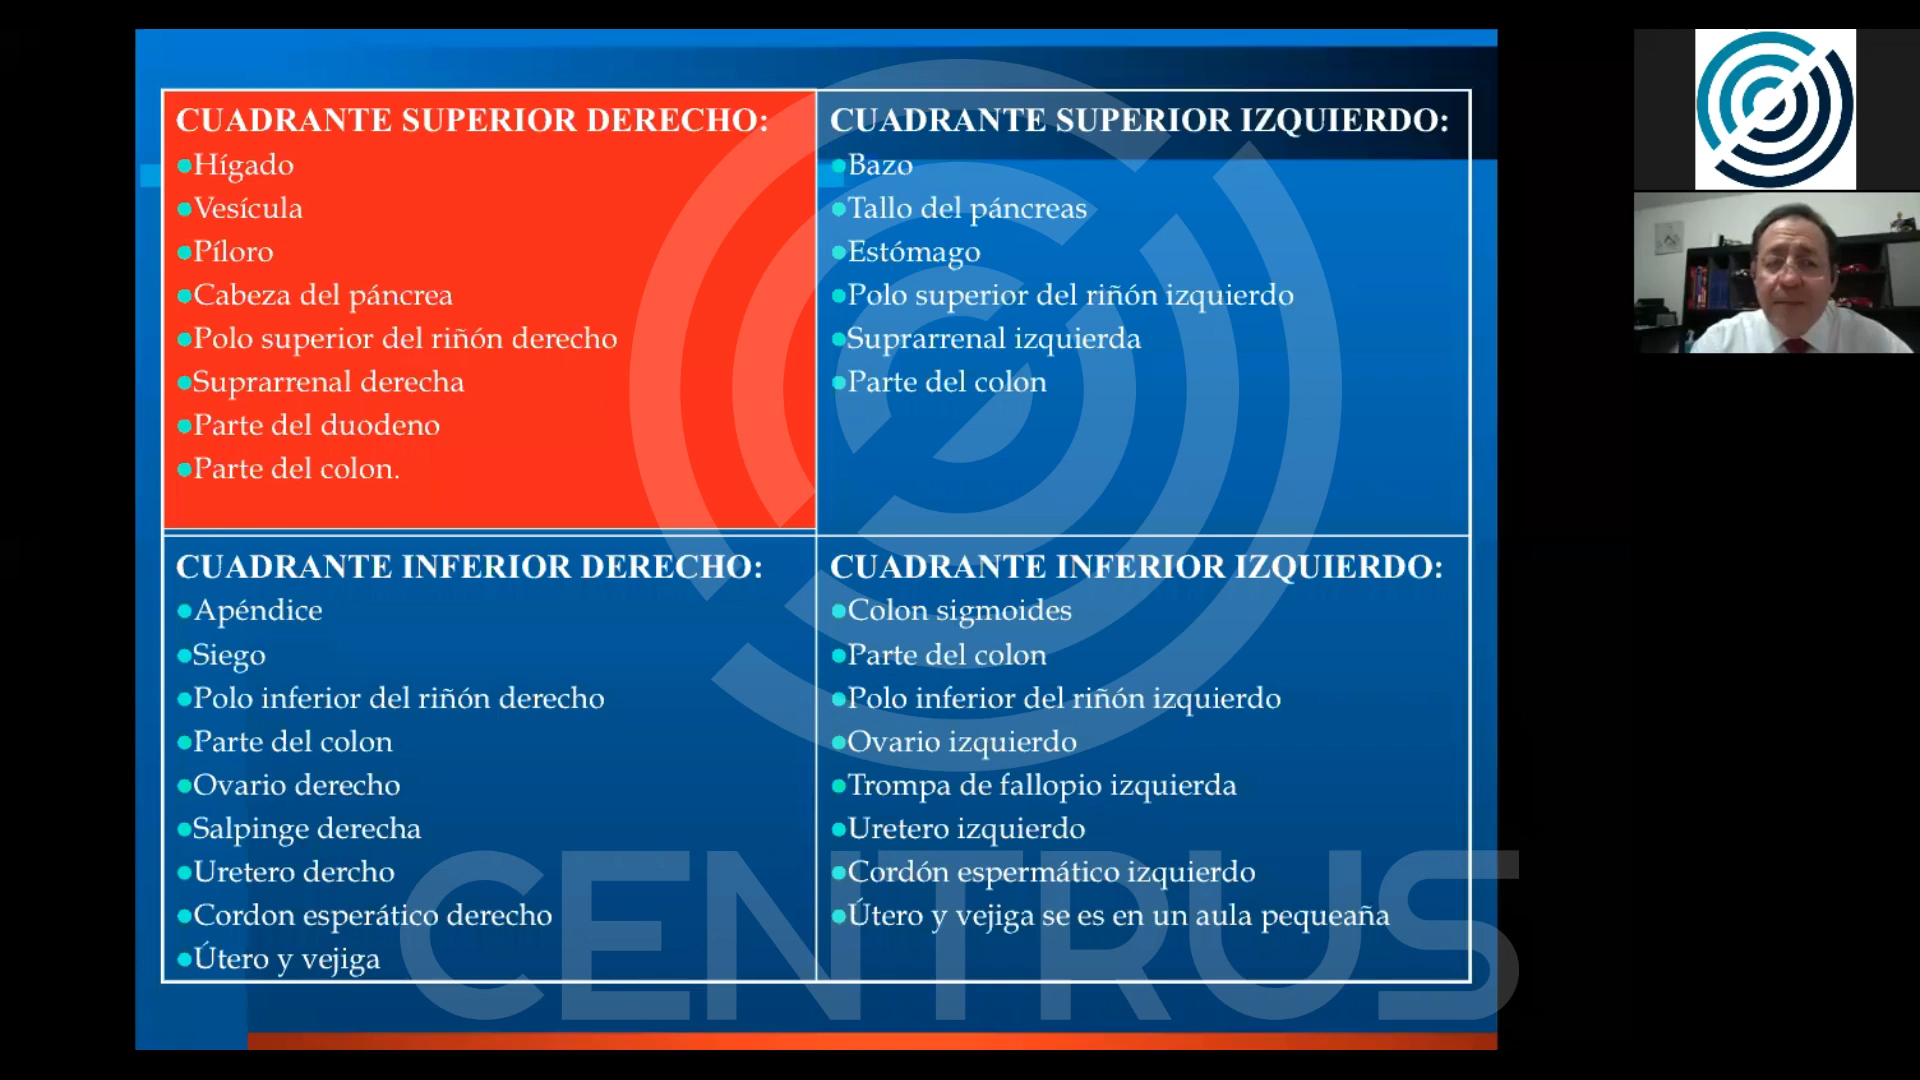 CUADRANTE SUPERIOR DERECHO:
●Hígado
●Vesícula
●Píloro
●Cabeza del páncrea
●Polo superior del riñón derecho
●Suprarrenal derecha
●Parte del duodeno
●Parte del colon.
CUADRANTE SUPERIOR IZQUIERDO:
●Bazo
●Tallo del páncreas
●Estómago
●Polo superior del riñón izquierdo
●Suprarrenal izquierda
●Parte del colon
CUADRANTE INFERIOR DERECHO:
●Apéndice
●Siego
●Polo inferior del riñón derecho
●Parte del colon
●Ovario derecho
●Salpinge derecha
●Uretero dercho
●Cordon esperático derecho
●Útero y vejiga
CUADRANTE INFERIOR IZQUIERDO:
●Colon sigmoides
●Parte del colon
●Polo inferior del riñón izquierdo
●Ovario izquierdo
●Trompa de fallopio izquierda
●Uretero izquierdo
●Cordón espermático izquierdo
●Útero y vejiga se es en un aula pequeaña
CENTRUS